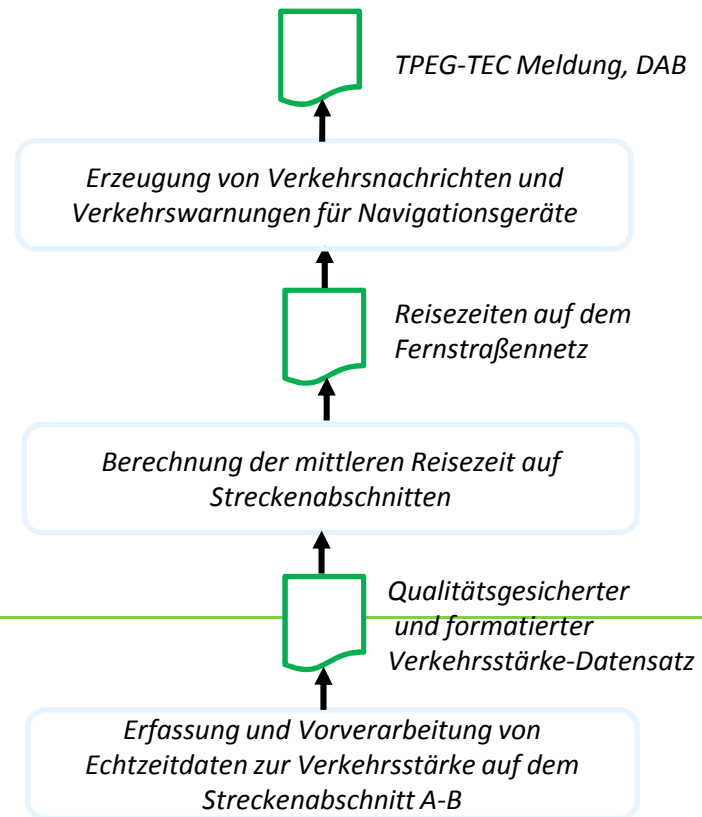 TPEG-TEC Meldung, DAB
Erzeugung von Verkehrsnachrichten und
Verkehrswarnungen für Navigationsgeräte
Reisezeiten auf dem
Fernstraßennetz
Berechnung der mittleren Reisezeit auf
Streckenabschnitten
Qualitätsgesicherter
und formatierter
Verkehrsstärke-Datensatz
Erfassung und Vorverarbeitung von
Echtzeitdaten zur Verkehrsstärke auf dem
Streckenabschnitt A-B